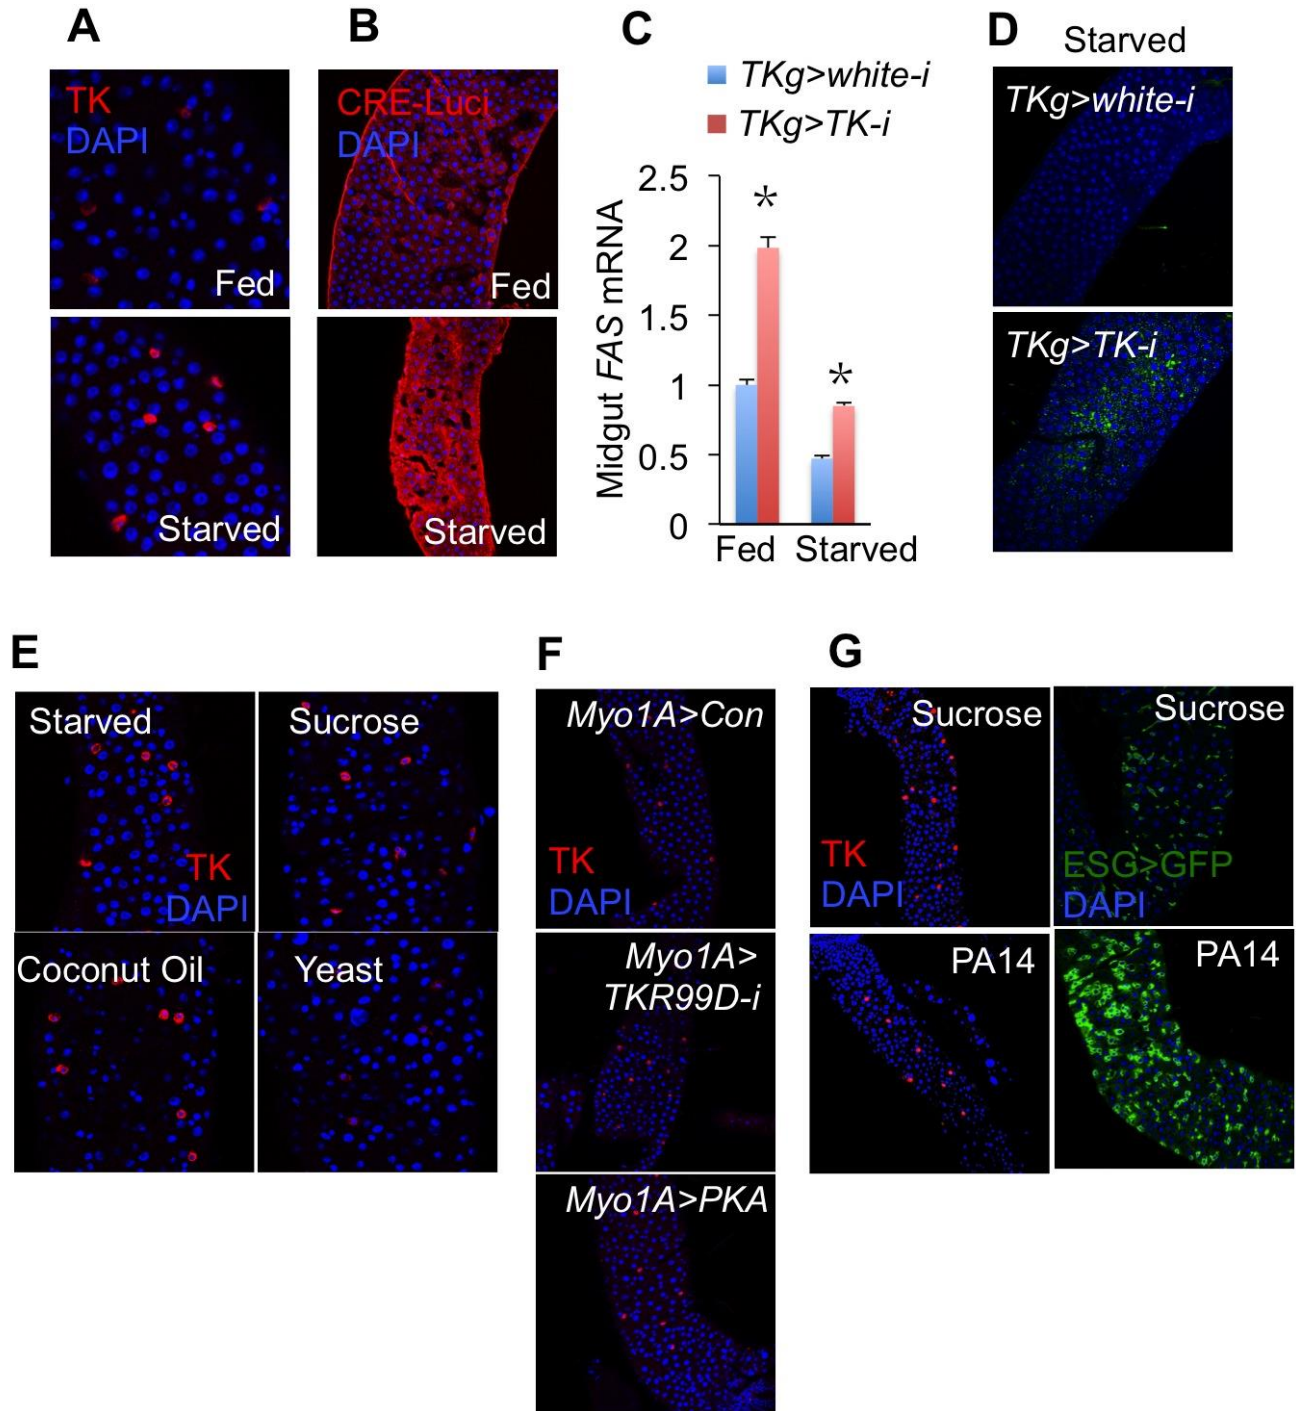 A
TK
DAPI
Fed
Starved
B
CRE-Luci
DAPI
Fed
Starved
C
TKg>white-i
TKg>TK-i
Midgut FAS mRNA
2.5
2
1.5
1
0.5
0
*
*
Fed Starved
D
Starved
TKg>white-i
TKg>TK-i
E
Starved
TK
DAPI
Sucrose
Coconut Oil
Yeast
F
Myo1A>Con
TK
DAPI
Myo1A>
TKR99D-i
Myo1A>PKA
G
Sucrose
TK
DAPI
Sucrose
ESG>GFP
DAPI
PA14
PA14